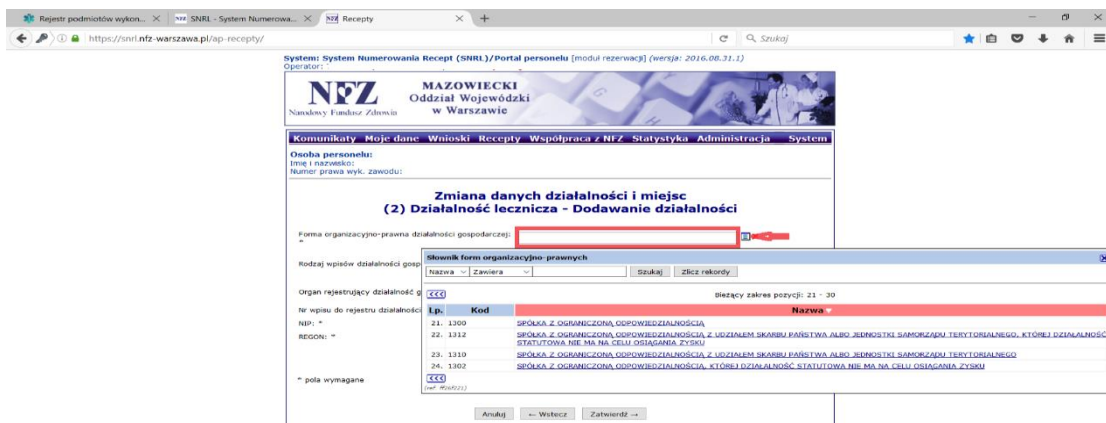 Rejestr podmiotów wykon...
SNRL - System Numerowa...
Recepty
https://snrl.nfz-warszawa.pl/ap-recepty/
Szukaj
System: System Numerowania Recept (SNRL)/Portal personelu [moduł rezerwacji] (wersja: 2016.08.31.1)
Operator:
NFZ
Narodowy Fundusz Zdrowia
MAZOWIECKI
Oddział Wojewódzki
w Warszawie
Komunikaty Moje dane Wnioski Recepty Współpraca z NFZ Statystyka Administracja System
Osoba personelu:
Imię i nazwisko:
Numer prawa wyk. zawodu:
Zmiana danych działalności i miejsc
(2) Działalność lecznicza - Dodawanie działalności
Forma organizacyjno-prawna działalności gospodarczej:
*
Rodzaj wpisów działalności gosp
Organ rejestrujący działalność g
Nr wpisu do rejestru działalności
NIP: *
REGON: *
* pola wymagane
Słownik form organizacyjno-prawnych
Nazwa Zawiera Szukaj Zlicz rekordy
<<< Bieżący zakres pozycji: 21 - 30
Lp. Kod Nazwa
21. 1300 SPÓŁKA Z OGRANICZONĄ ODPOWIEDZIALNOŚCIĄ
22. 1312 SPÓŁKA Z OGRANICZONĄ ODPOWIEDZIALNOŚCIĄ Z UDZIAŁEM SKARBU PAŃSTWA ALBO JEDNOSTKI SAMORZĄDU TERYTORIALNEGO, KTÓREJ DZIAŁALNOŚĆ
STATUTOWA NIE MA NA CELU OSIĄGANIA ZYSKU
23. 1310 SPÓŁKA Z OGRANICZONĄ ODPOWIEDZIALNOŚCIĄ Z UDZIAŁEM SKARBU PAŃSTWA ALBO JEDNOSTKI SAMORZĄDU TERYTORIALNEGO
24. 1302 SPÓŁKA Z OGRANICZONĄ ODPOWIEDZIALNOŚCIĄ, KTÓREJ DZIAŁALNOŚĆ STATUTOWA NIE MA NA CELU OSIĄGANIA ZYSKU
<<<
Anuluj ← Wstecz Zatwierdź →